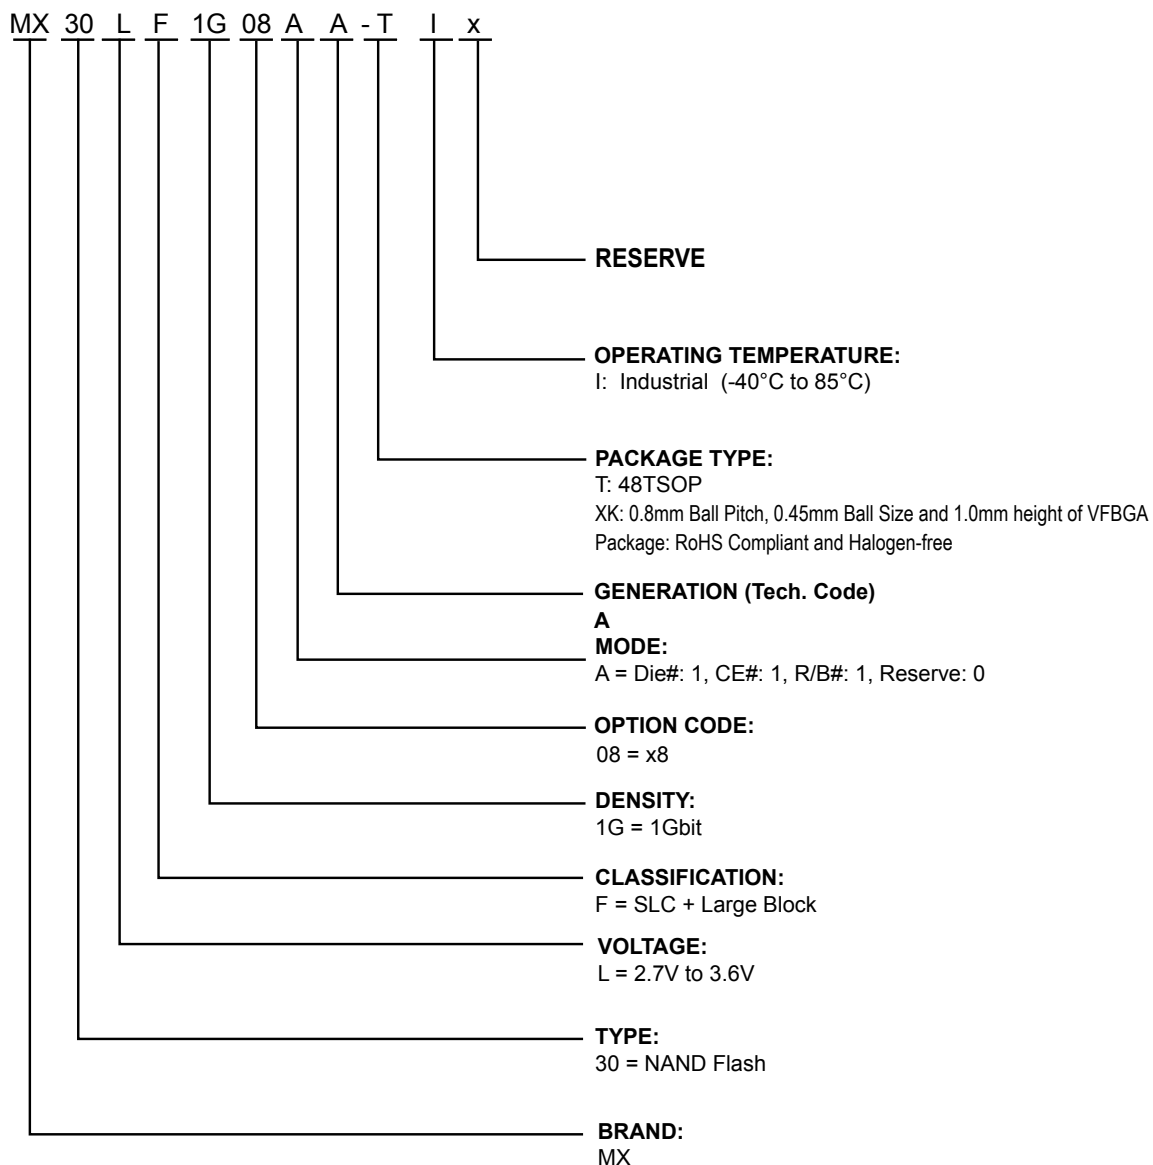 MX 30 L F 1G 08 A A - T I x
RESERVE
OPERATING TEMPERATURE:
I: Industrial (-40°C to 85°C)
PACKAGE TYPE:
T: 48TSOP
XK: 0.8mm Ball Pitch, 0.45mm Ball Size and 1.0mm height of VFBGA
Package: RoHS Compliant and Halogen-free
GENERATION (Tech. Code)
A
MODE:
A = Die#: 1, CE#: 1, R/B#: 1, Reserve: 0
OPTION CODE:
08 = x8
DENSITY:
1G = 1Gbit
CLASSIFICATION:
F = SLC + Large Block
VOLTAGE:
L = 2.7V to 3.6V
TYPE:
30 = NAND Flash
BRAND:
MX